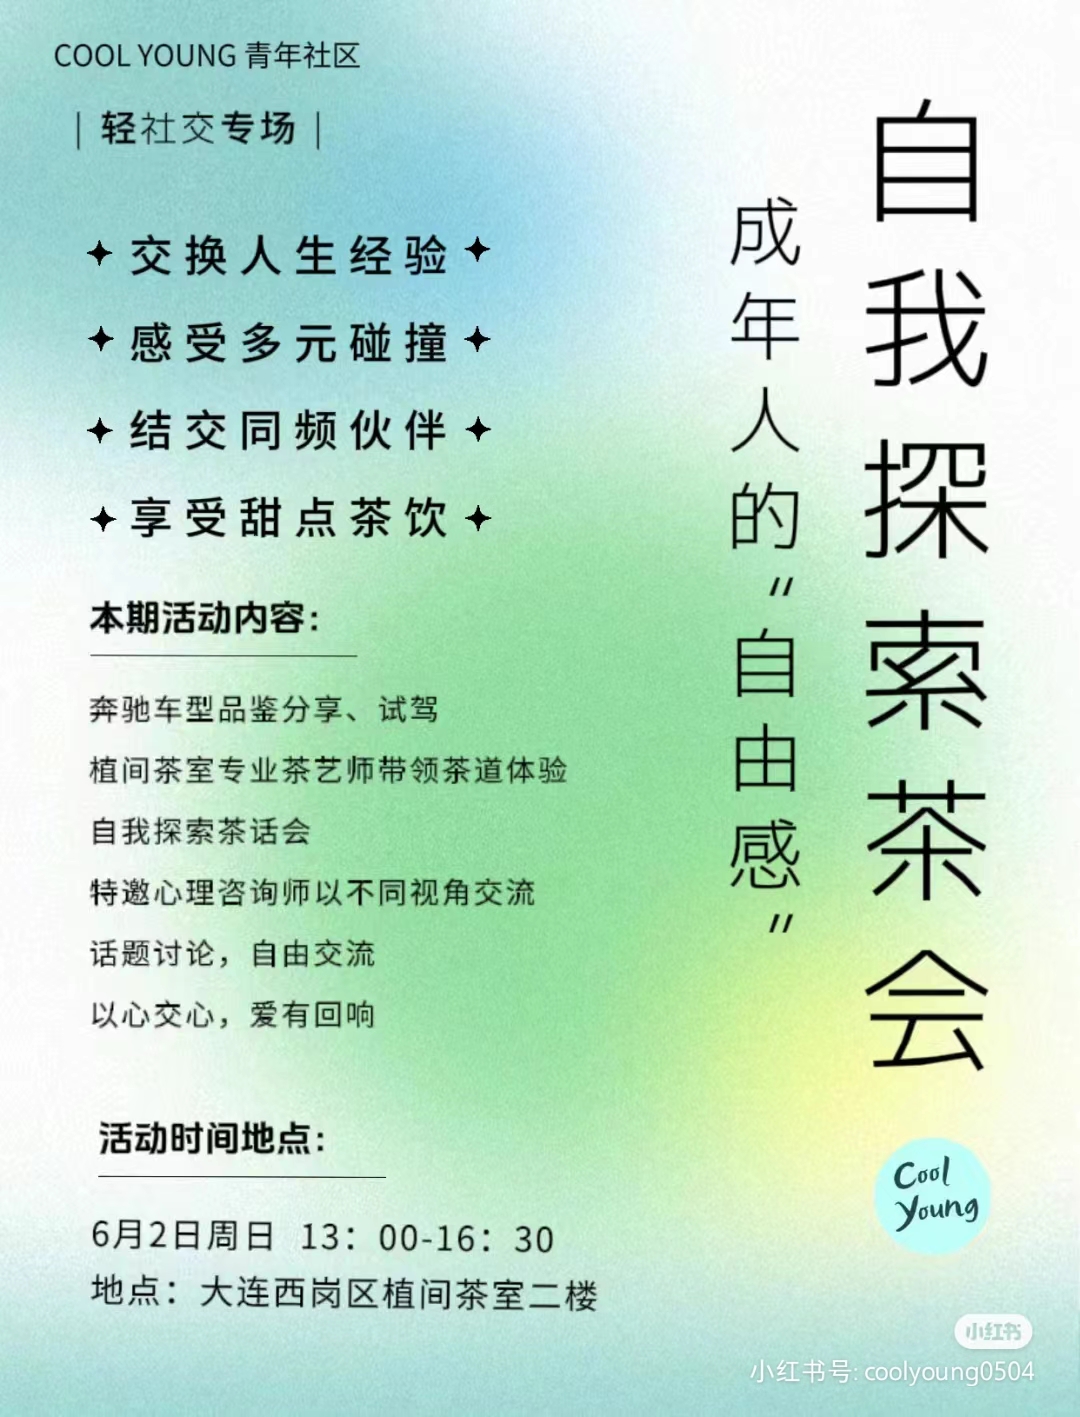 COOL YOUNG 青年社区
| 轻社交专场 |
自我探索茶会
成年人的“自由感”
✦ 交换人生经验 ✦
✦ 感受多元碰撞 ✦
✦ 结交同频伙伴 ✦
✦ 享受甜点茶饮 ✦
本期活动内容：
奔驰车型品鉴分享、试驾
植间茶室专业茶艺师带领茶道体验
自我探索茶话会
特邀心理咨询师以不同视角交流
话题讨论，自由交流
以心交心，爱有回响
活动时间地点：
6月2日周日 13：00-16：30
地点：大连西岗区植间茶室二楼
Cool
Young
小红书
小红书号: coolyoung0504